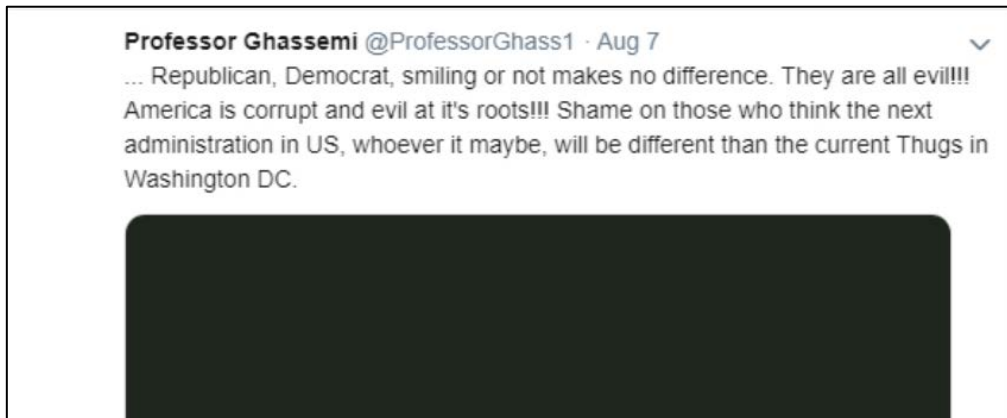 Professor Ghassemi @ProfessorGhass1 · Aug 7
... Republican, Democrat, smiling or not makes no difference. They are all evil!!!
America is corrupt and evil at it's roots!!! Shame on those who think the next
administration in US, whoever it maybe, will be different than the current Thugs in
Washington DC.